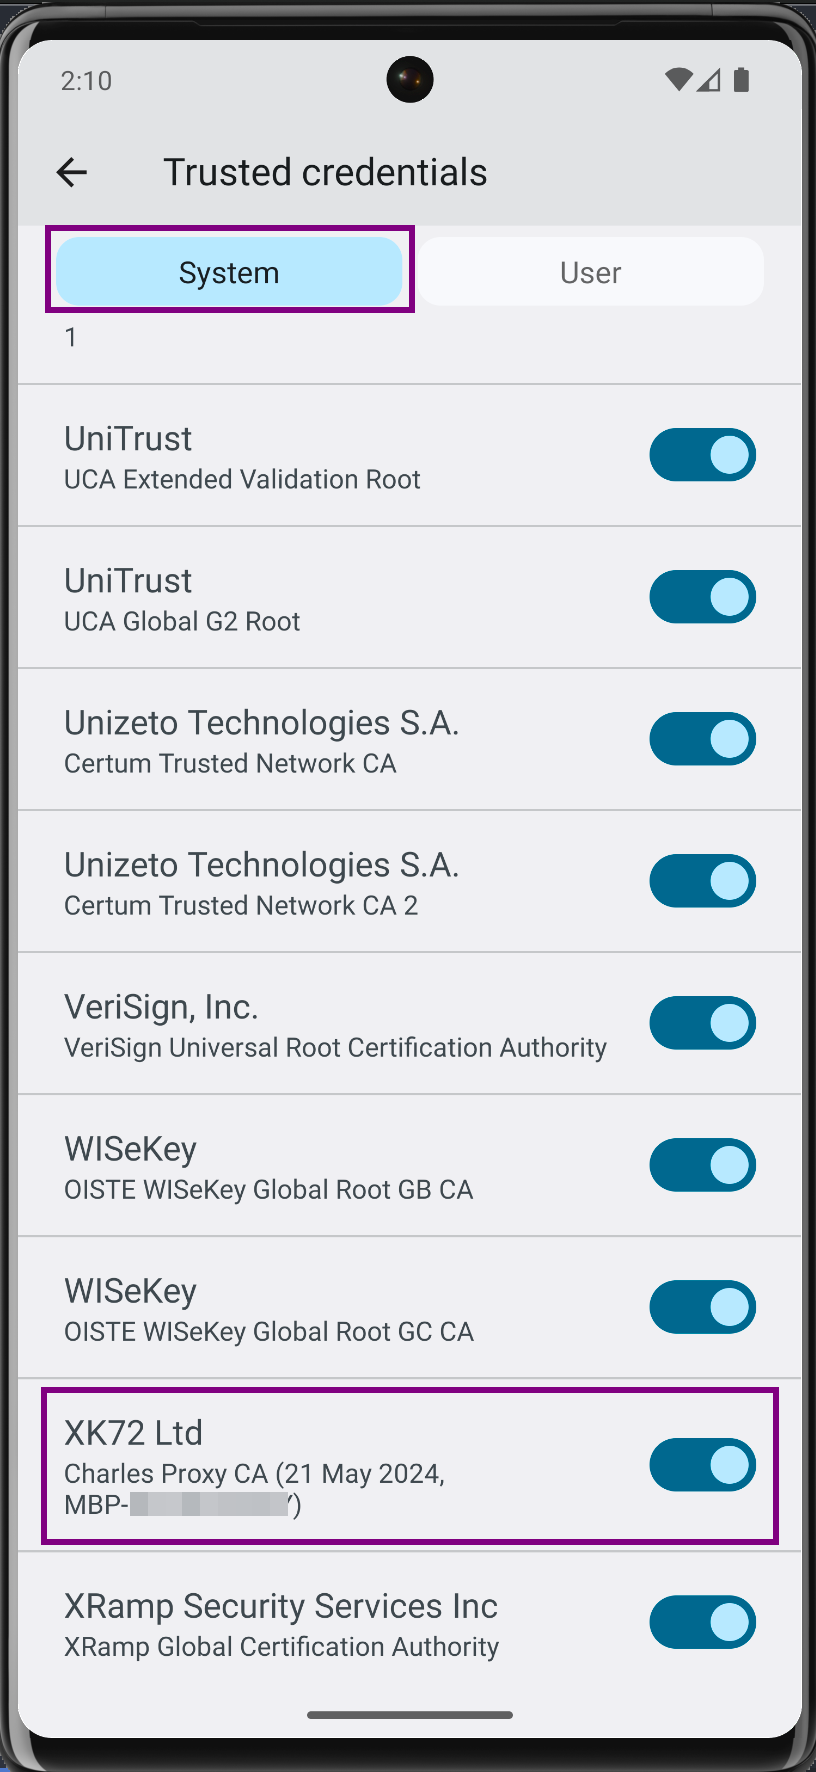 2:10
Trusted credentials
System
User
1
UniTrust
UCA Extended Validation Root
UniTrust
UCA Global G2 Root
Unizeto Technologies S.A.
Certum Trusted Network CA
Unizeto Technologies S.A.
Certum Trusted Network CA 2
VeriSign, Inc.
VeriSign Universal Root Certification Authority
WISeKey
OISTE WISeKey Global Root GB CA
WISeKey
OISTE WISeKey Global Root GC CA
XK72 Ltd
Charles Proxy CA (21 May 2024,
MBP-
XRamp Security Services Inc
XRamp Global Certification Authority